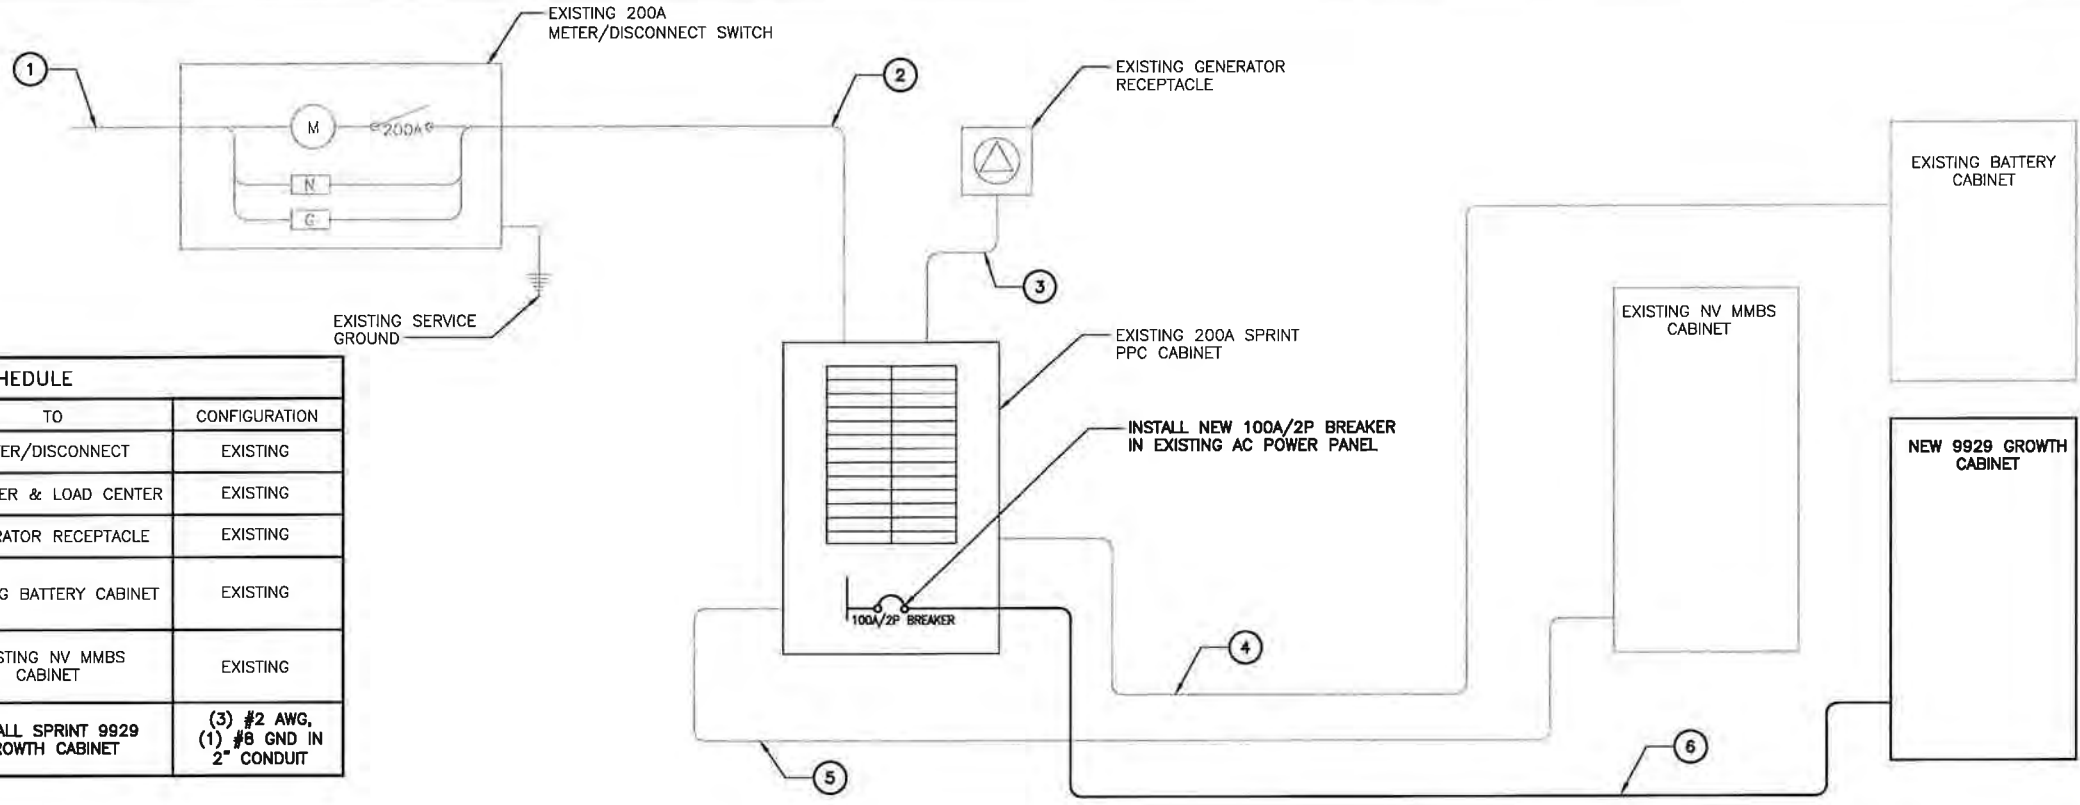 EXISTING 200A
METER/DISCONNECT SWITCH
1
2
EXISTING GENERATOR
RECEPTACLE
M
200A
N
G
EXISTING BATTERY
CABINET
3
EXISTING SERVICE
GROUND
EXISTING NV MMBS
CABINET
EXISTING 200A SPRINT
PPC CABINET
INSTALL NEW 100A/2P BREAKER
IN EXISTING AC POWER PANEL
NEW 9929 GROWTH
CABINET
100A/2P BREAKER
4
5
6
HEDULE
TO
CONFIGURATION
ER/DISCONNECT
EXISTING
ER & LOAD CENTER
EXISTING
RATOR RECEPTACLE
EXISTING
G BATTERY CABINET
EXISTING
STING NV MMBS
CABINET
EXISTING
ALL SPRINT 9929
ROWTH CABINET
(3) #2 AWG,
(1) #8 GND IN
2" CONDUIT